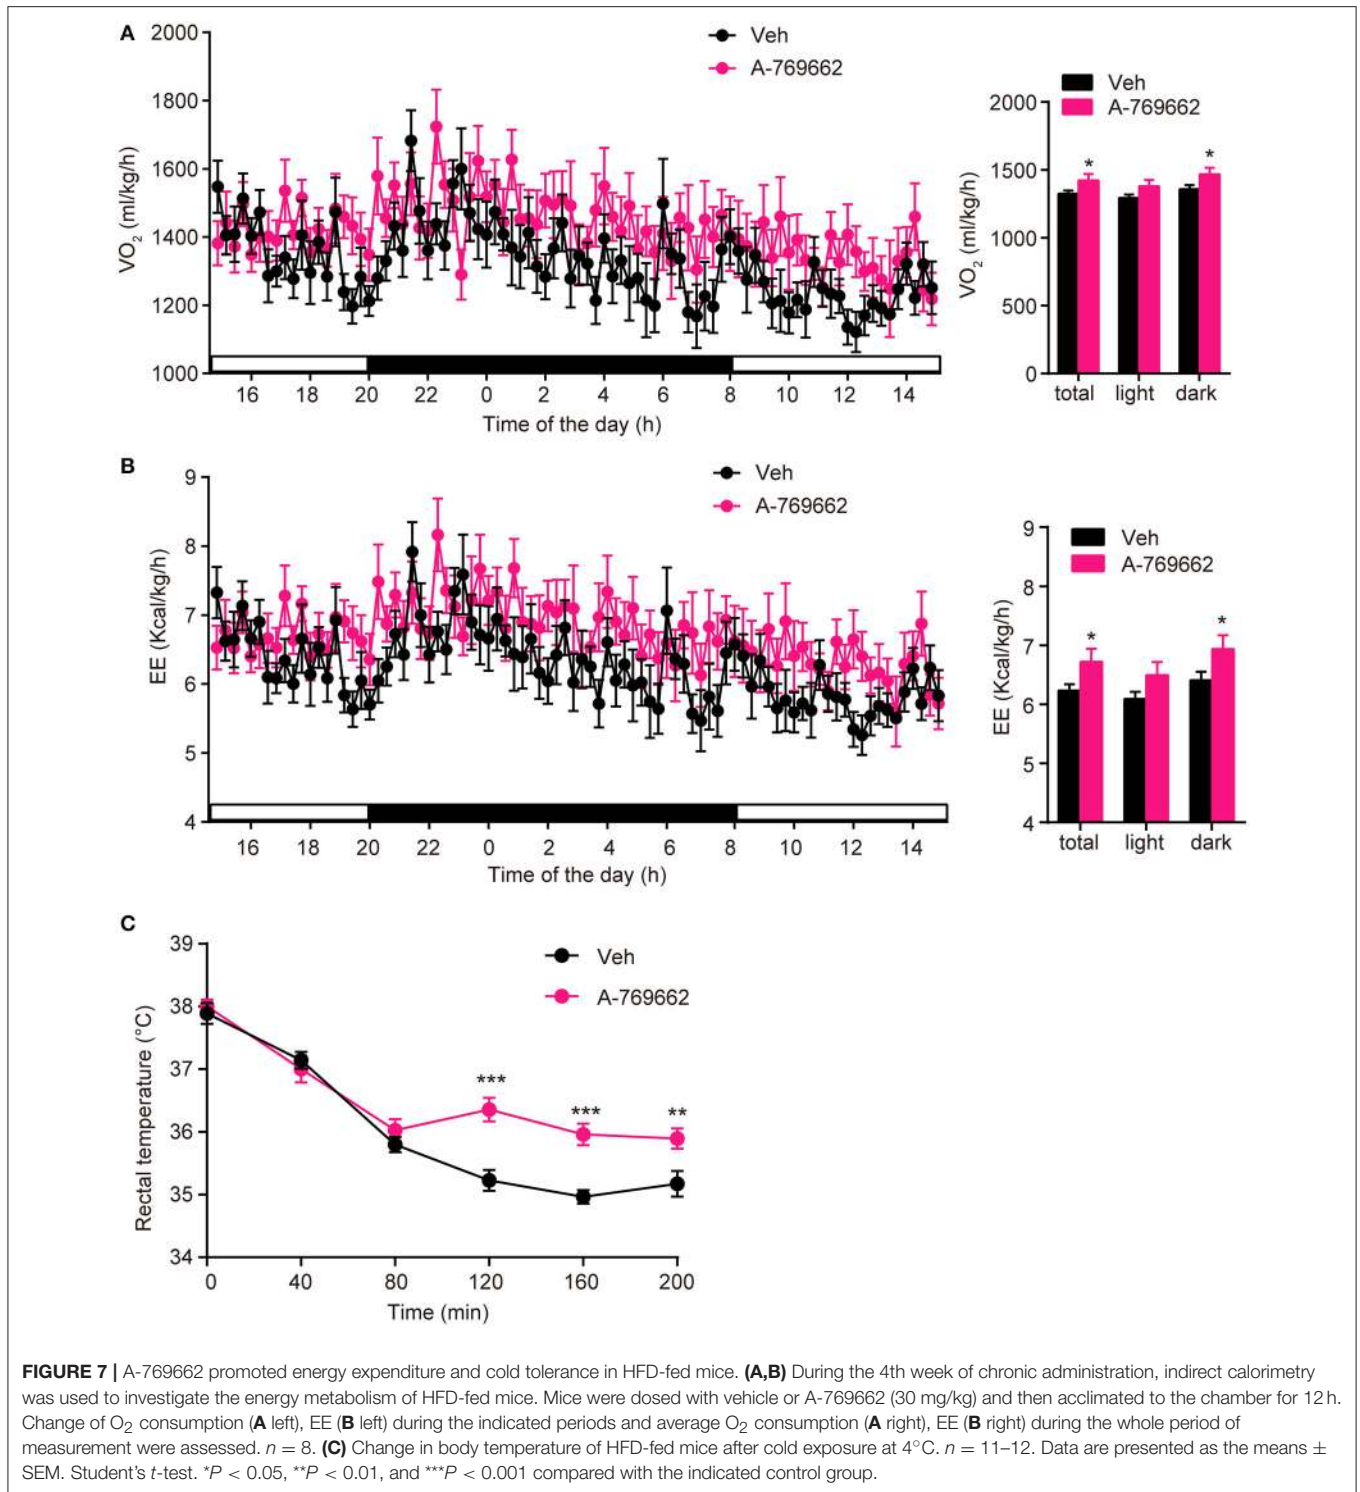 A
Veh
A-769662
2000
1800
1600
1400
1200
1000
VO2 (ml/kg/h)
16 18 20 22 0 2 4 6 8 10 12 14
Time of the day (h)
Veh
A-769662
2000
1500
1000
500
0
VO2 (ml/kg/h)
* *
total light dark
B
Veh
A-769662
9
8
7
6
5
4
EE (Kcal/kg/h)
16 18 20 22 0 2 4 6 8 10 12 14
Time of the day (h)
Veh
A-769662
9
8
7
6
5
4
EE (Kcal/kg/h)
* *
total light dark
C
Veh
A-769662
39
38
37
36
35
34
Rectal temperature (°C)
*** *** **
0 40 80 120 160 200
Time (min)
FIGURE 7 | A-769662 promoted energy expenditure and cold tolerance in HFD-fed mice. (A,B) During the 4th week of chronic administration, indirect calorimetry
was used to investigate the energy metabolism of HFD-fed mice. Mice were dosed with vehicle or A-769662 (30 mg/kg) and then acclimated to the chamber for 12 h.
Change of O2 consumption (A left), EE (B left) during the indicated periods and average O2 consumption (A right), EE (B right) during the whole period of
measurement were assessed. n = 8. (C) Change in body temperature of HFD-fed mice after cold exposure at 4°C. n = 11–12. Data are presented as the means ±
SEM. Student's t-test. *P < 0.05, **P < 0.01, and ***P < 0.001 compared with the indicated control group.